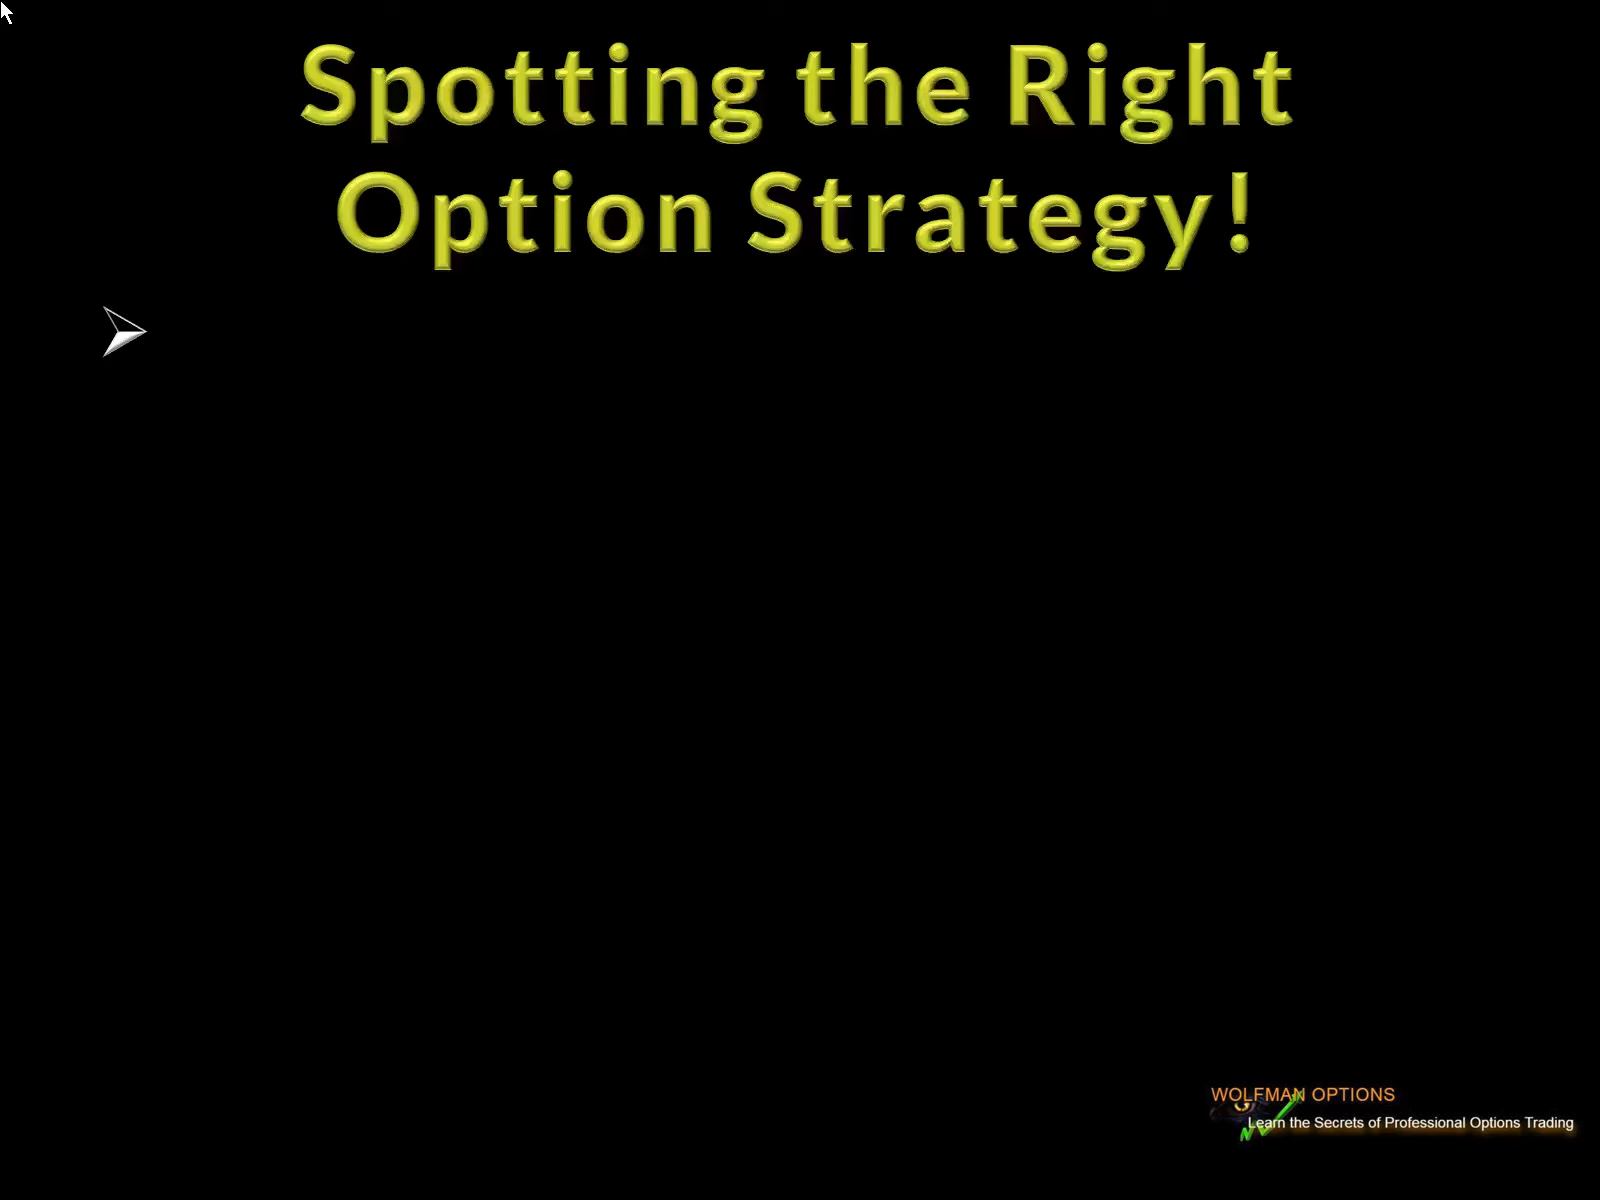 Spotting the Right
Option Strategy!
WOLFMAN OPTIONS
Learn the Secrets of Professional Options Trading